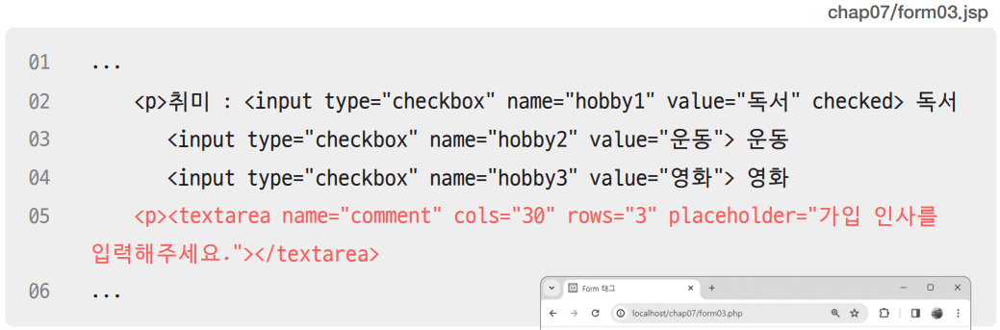 chap07/form03.jsp
01 ...
02 <p>취미 : <input type="checkbox" name="hobby1" value="독서" checked> 독서
03 <input type="checkbox" name="hobby2" value="운동"> 운동
04 <input type="checkbox" name="hobby3" value="영화"> 영화
05 <p><textarea name="comment" cols="30" rows="3" placeholder="가입 인사를
입력해주세요."></textarea>
06 ...
Form 태그
localhost/chap07/form03.php